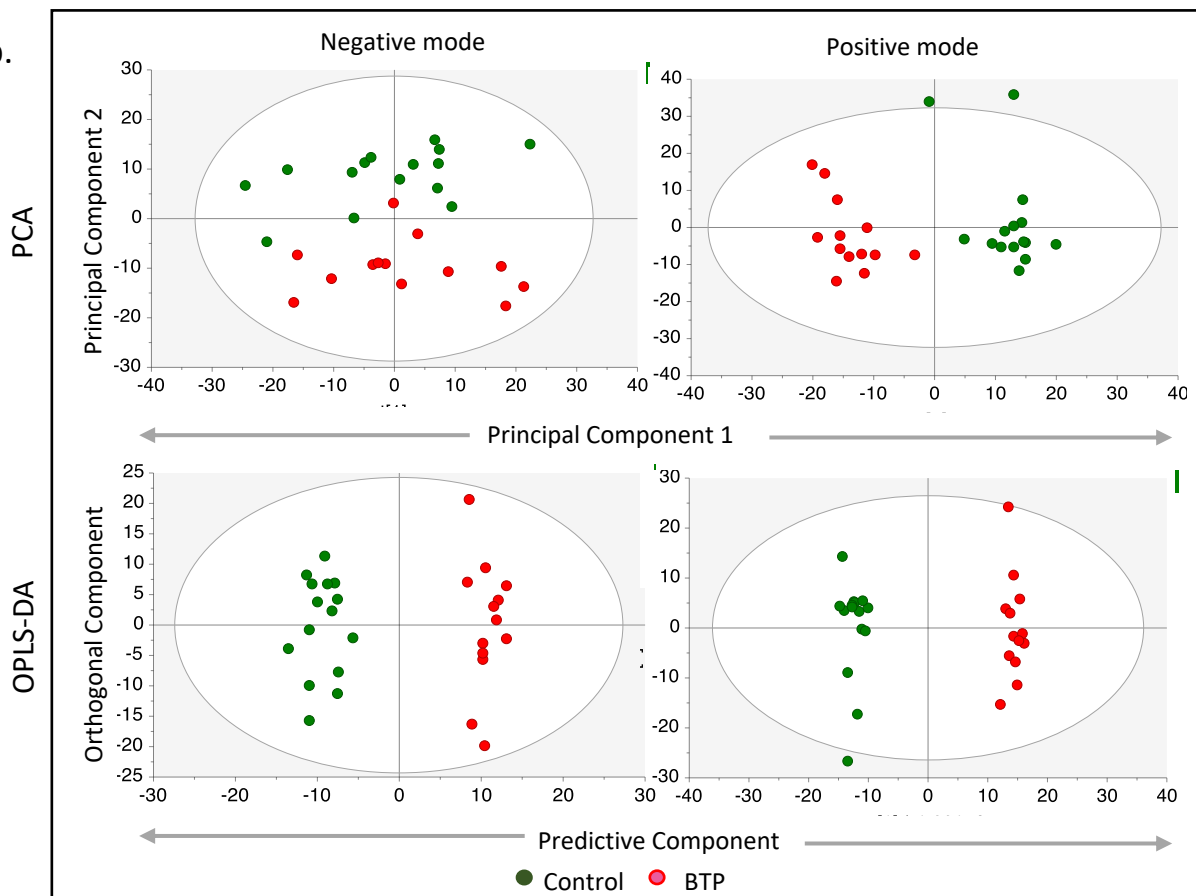 Negative mode
Positive mode
PCA
Principal Component 2
30
20
10
0
-10
-20
-30
-40 -30 -20 -10 0 10 20 30 40
40
30
20
10
0
-10
-20
-30
-40
-40 -30 -20 -10 0 10 20 30 40
Principal Component 1
OPLS-DA
Orthogonal Component
25
20
15
10
5
0
-5
-10
-15
-20
-25
-30 -20 -10 0 10 20 30
30
20
10
0
-10
-20
-30
-40 -30 -20 -10 0 10 20 30 40
Predictive Component
Control BTP